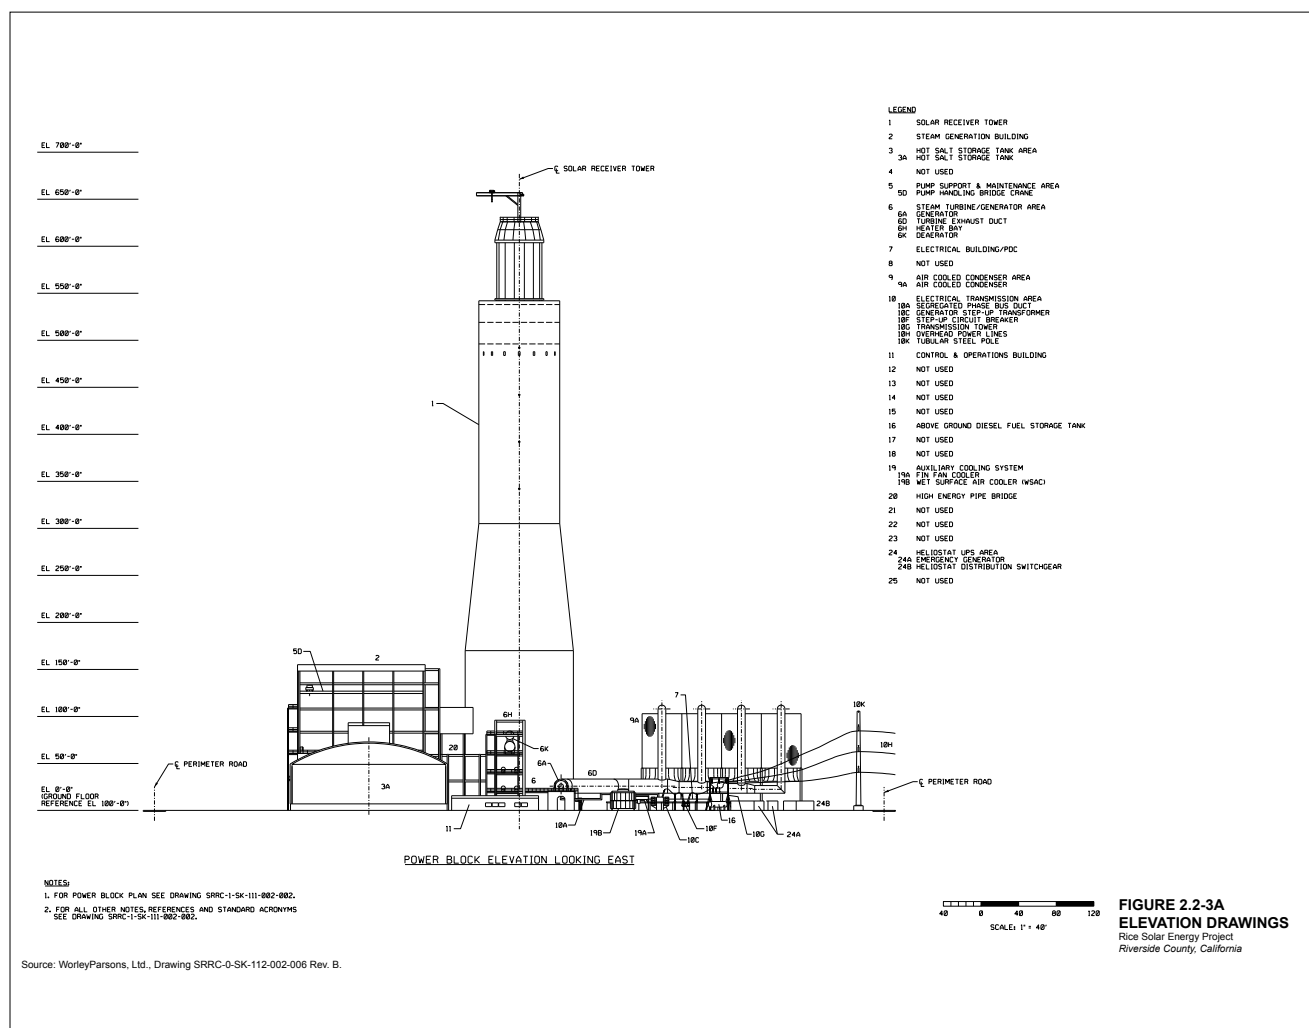 EL 700'-0"
EL 650'-0"
EL 600'-0"
EL 550'-0"
EL 500'-0"
EL 450'-0"
EL 400'-0"
EL 350'-0"
EL 300'-0"
EL 250'-0"
EL 200'-0"
EL 150'-0"
EL 100'-0"
EL 50'-0"
EL 0'-0"
(GROUND FLOOR
REFERENCE EL 100'-0")
℄ SOLAR RECEIVER TOWER
1
5D
2
℄ PERIMETER ROAD
3A
20
6H
6K
6A
6
6D
7
9A
10K
10H
℄ PERIMETER ROAD
11
10A
19B
19A
10C
10F
16
10G
24A
24B
POWER BLOCK ELEVATION LOOKING EAST
LEGEND
1 SOLAR RECEIVER TOWER
2 STEAM GENERATION BUILDING
3 HOT SALT STORAGE TANK AREA
3A HOT SALT STORAGE TANK
4 NOT USED
5 PUMP SUPPORT & MAINTENANCE AREA
5D PUMP HANDLING BRIDGE CRANE
6 STEAM TURBINE/GENERATOR AREA
6A GENERATOR
6D TURBINE EXHAUST DUCT
6H HEATER BAY
6K DEAERATOR
7 ELECTRICAL BUILDING/PDC
8 NOT USED
9 AIR COOLED CONDENSER AREA
9A AIR COOLED CONDENSER
10 ELECTRICAL TRANSMISSION AREA
10A SEGREGATED PHASE BUS DUCT
10C GENERATOR STEP-UP TRANSFORMER
10F STEP-UP CIRCUIT BREAKER
10G TRANSMISSION TOWER
10H OVERHEAD POWER LINES
10K TUBULAR STEEL POLE
11 CONTROL & OPERATIONS BUILDING
12 NOT USED
13 NOT USED
14 NOT USED
15 NOT USED
16 ABOVE GROUND DIESEL FUEL STORAGE TANK
17 NOT USED
18 NOT USED
19 AUXILIARY COOLING SYSTEM
19A FIN FAN COOLER
19B WET SURFACE AIR COOLER (WSAC)
20 HIGH ENERGY PIPE BRIDGE
21 NOT USED
22 NOT USED
23 NOT USED
24 HELIOSTAT UPS AREA
24A EMERGENCY GENERATOR
24B HELIOSTAT DISTRIBUTION SWITCHGEAR
25 NOT USED
NOTES:
1. FOR POWER BLOCK PLAN SEE DRAWING SRRC-1-SK-111-002-002.
2. FOR ALL OTHER NOTES, REFERENCES AND STANDARD ACRONYMS
SEE DRAWING SRRC-1-SK-111-002-002.
40 0 40 80 120
SCALE: 1" = 40'
FIGURE 2.2-3A
ELEVATION DRAWINGS
Rice Solar Energy Project
Riverside County, California
Source: WorleyParsons, Ltd., Drawing SRRC-0-SK-112-002-006 Rev. B.